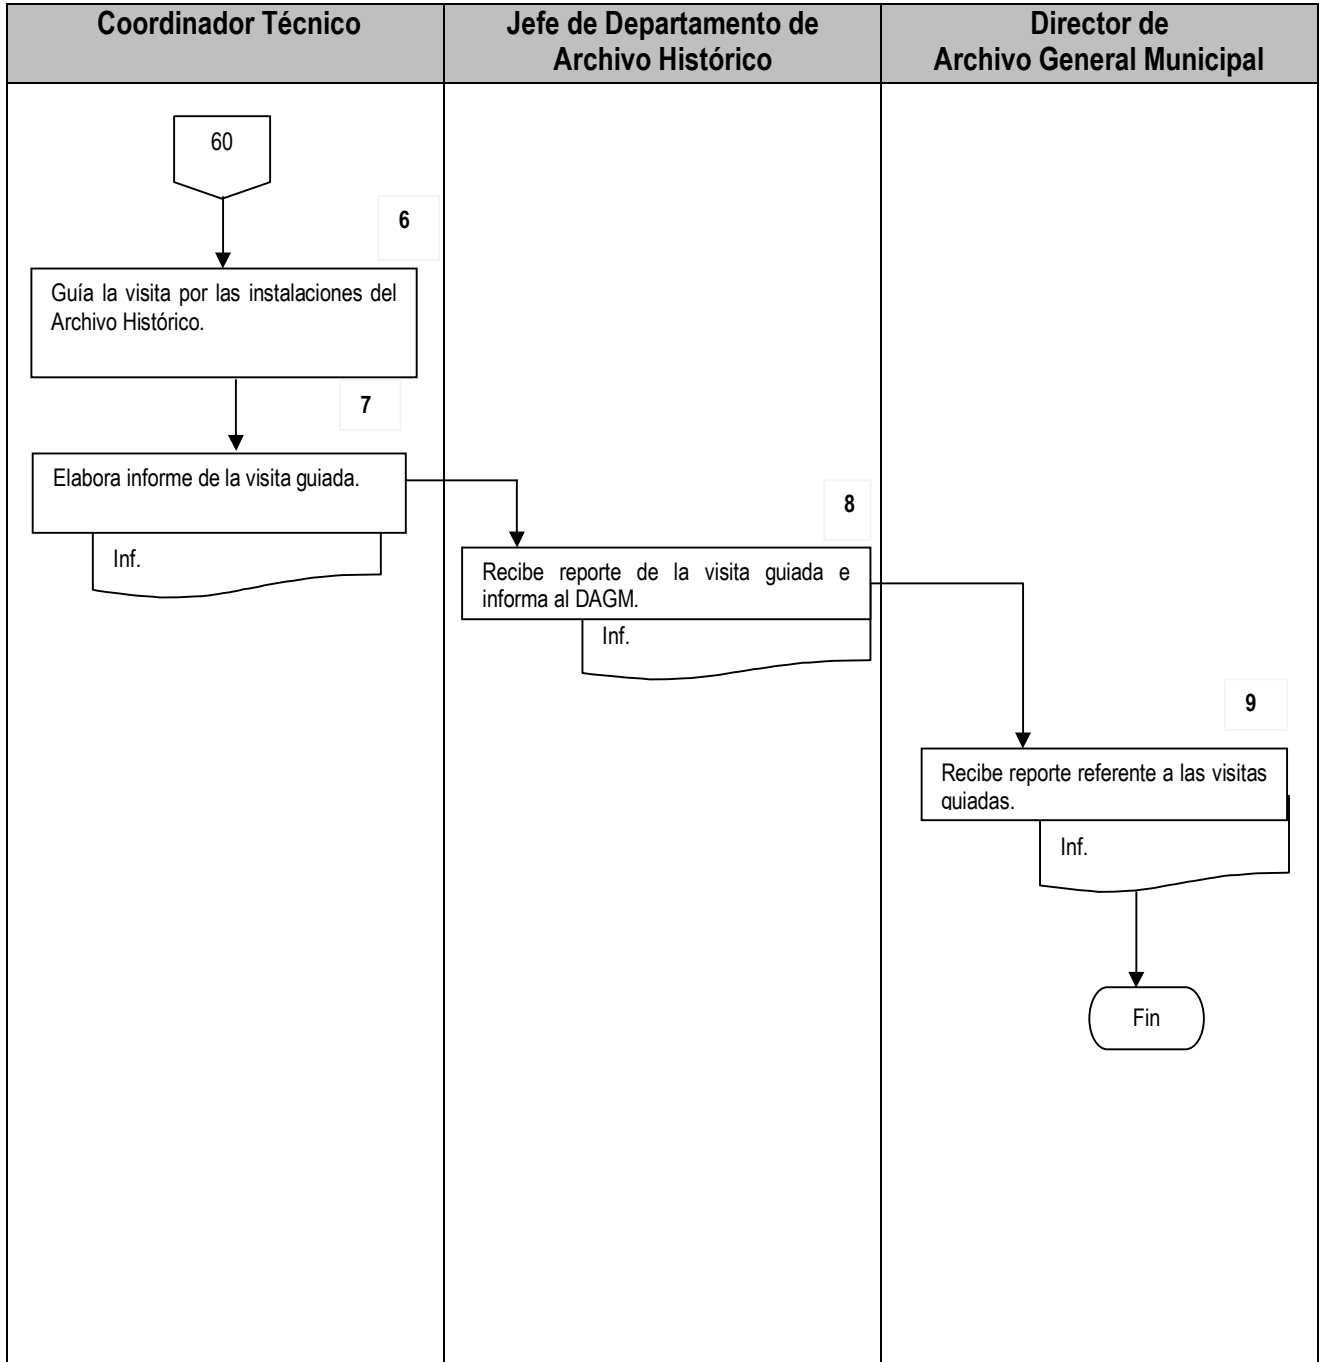 Coordinador Técnico
Jefe de Departamento de
Archivo Histórico
Director de
Archivo General Municipal
60
6
Guía la visita por las instalaciones del
Archivo Histórico.
7
Elabora informe de la visita guiada.
Inf.
8
Recibe reporte de la visita guiada e
informa al DAGM.
Inf.
9
Recibe reporte referente a las visitas
guiadas.
Inf.
Fin